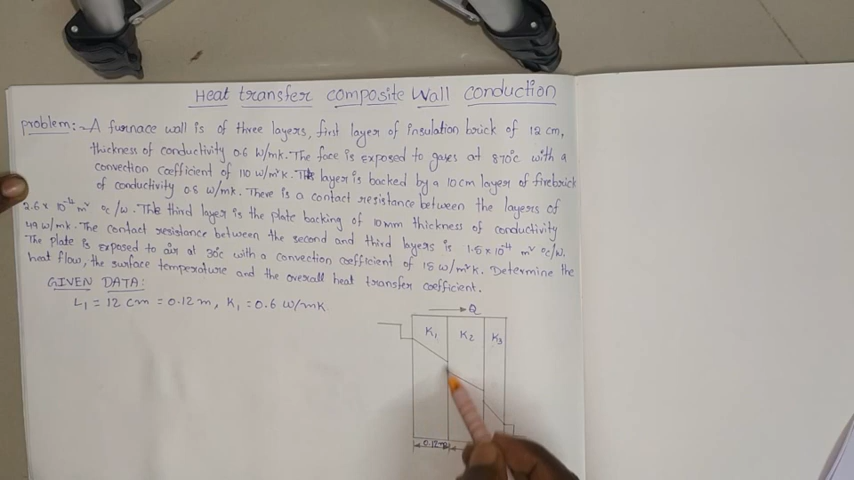 Heat transfer composite Wall conduction
problem:- A furnace wall is of three layers, first layer of insulation brick of 12 cm,
thickness of conductivity 0.6 W/mk. The face is exposed to gases at 870°c with a
convection coefficient of 110 W/m²K. The layer is backed by a 10cm layer of firebrick
of conductivity 0.8 W/mk. There is a contact resistance between the layers of
2.6 x 10⁻⁴ m² °c/W. The third layer is the plate backing of 10mm thickness of conductivity
49 W/mk. The contact resistance between the second and third layers is 1.5 x 10⁻⁴ m² °c/W.
The plate is exposed to air at 30°c with a convection coefficient of 15 W/m²K. Determine the
heat flow, the surface temperature and the overall heat transfer coefficient.
GIVEN DATA:
L₁ = 12 cm = 0.12 m, K₁ = 0.6 W/mK
Q
K₁ K₂ K₃
0.12m